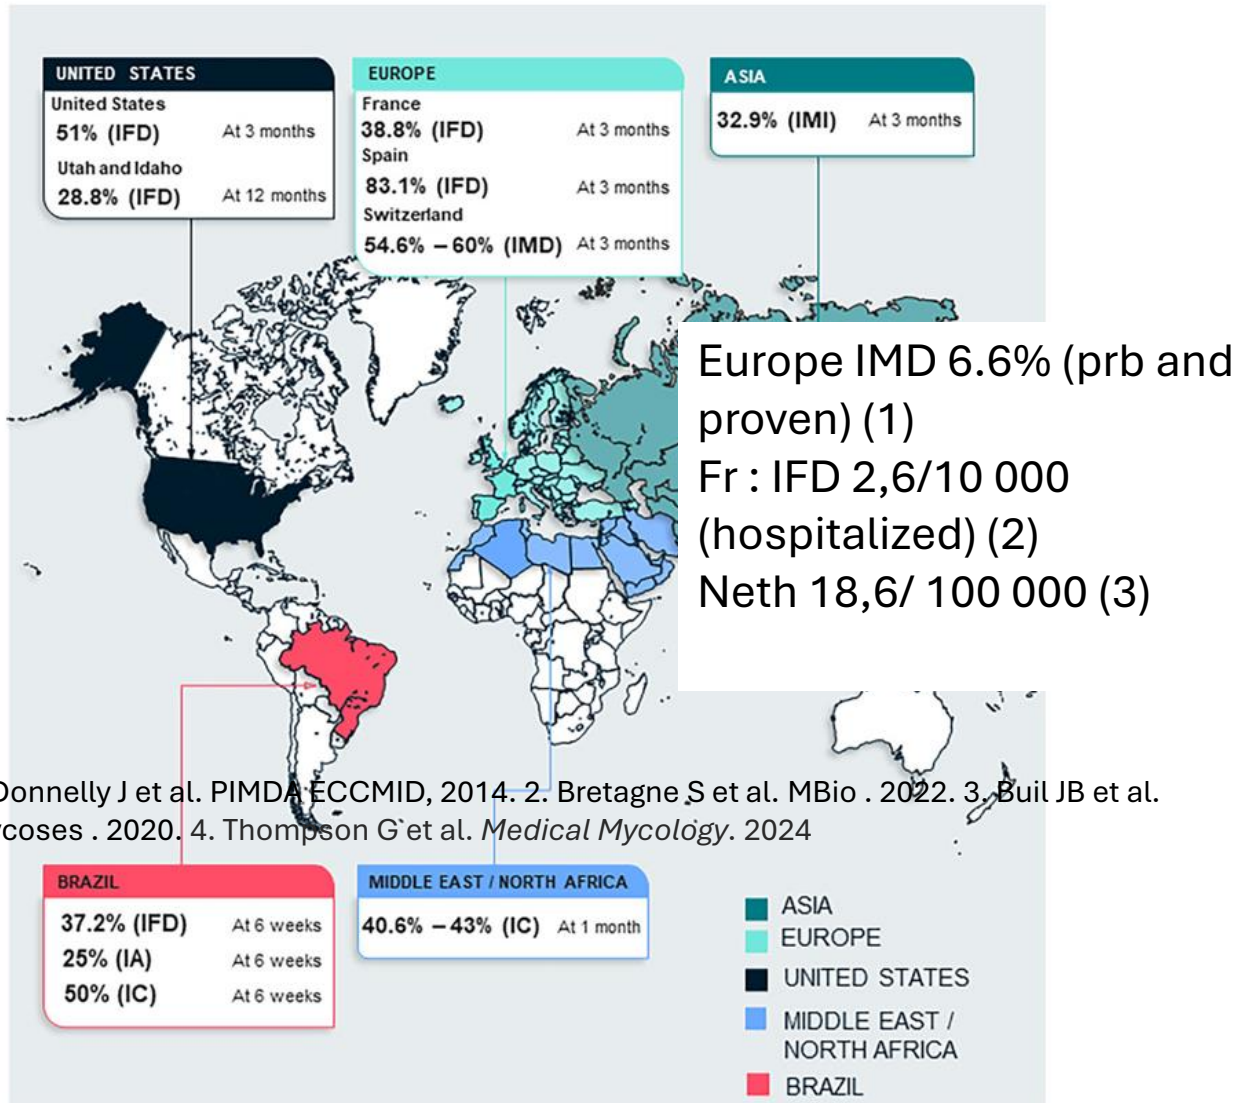 UNITED STATES
United States
51% (IFD) At 3 months
Utah and Idaho
28.8% (IFD) At 12 months
EUROPE
France
38.8% (IFD) At 3 months
Spain
83.1% (IFD) At 3 months
Switzerland
54.6% – 60% (IMD) At 3 months
ASIA
32.9% (IMI) At 3 months
Europe IMD 6.6% (prb and
proven) (1)
Fr : IFD 2,6/10 000
(hospitalized) (2)
Neth 18,6/ 100 000 (3)
Donnelly J et al. PIMDA ECCMID, 2014. 2. Bretagne S et al. MBio . 2022. 3. Buil JB et al.
ycoses . 2020. 4. Thompson G et al. Medical Mycology. 2024
BRAZIL
37.2% (IFD) At 6 weeks
25% (IA) At 6 weeks
50% (IC) At 6 weeks
MIDDLE EAST / NORTH AFRICA
40.6% – 43% (IC) At 1 month
ASIA
EUROPE
UNITED STATES
MIDDLE EAST /
NORTH AFRICA
BRAZIL